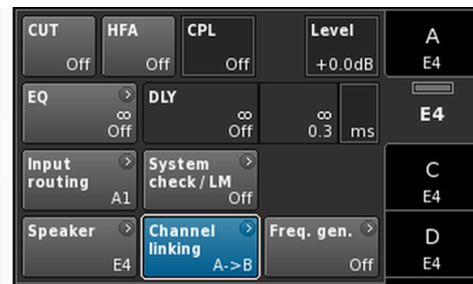 CUT HFA CPL Level A
Off Off Off +0.0dB E4
EQ DLY E4
∞ ∞ ∞
Off Off 0.3 ms
Input routing System check / LM C
A1 Off E4
Speaker Channel linking Freq. gen. D
E4 A->B Off E4